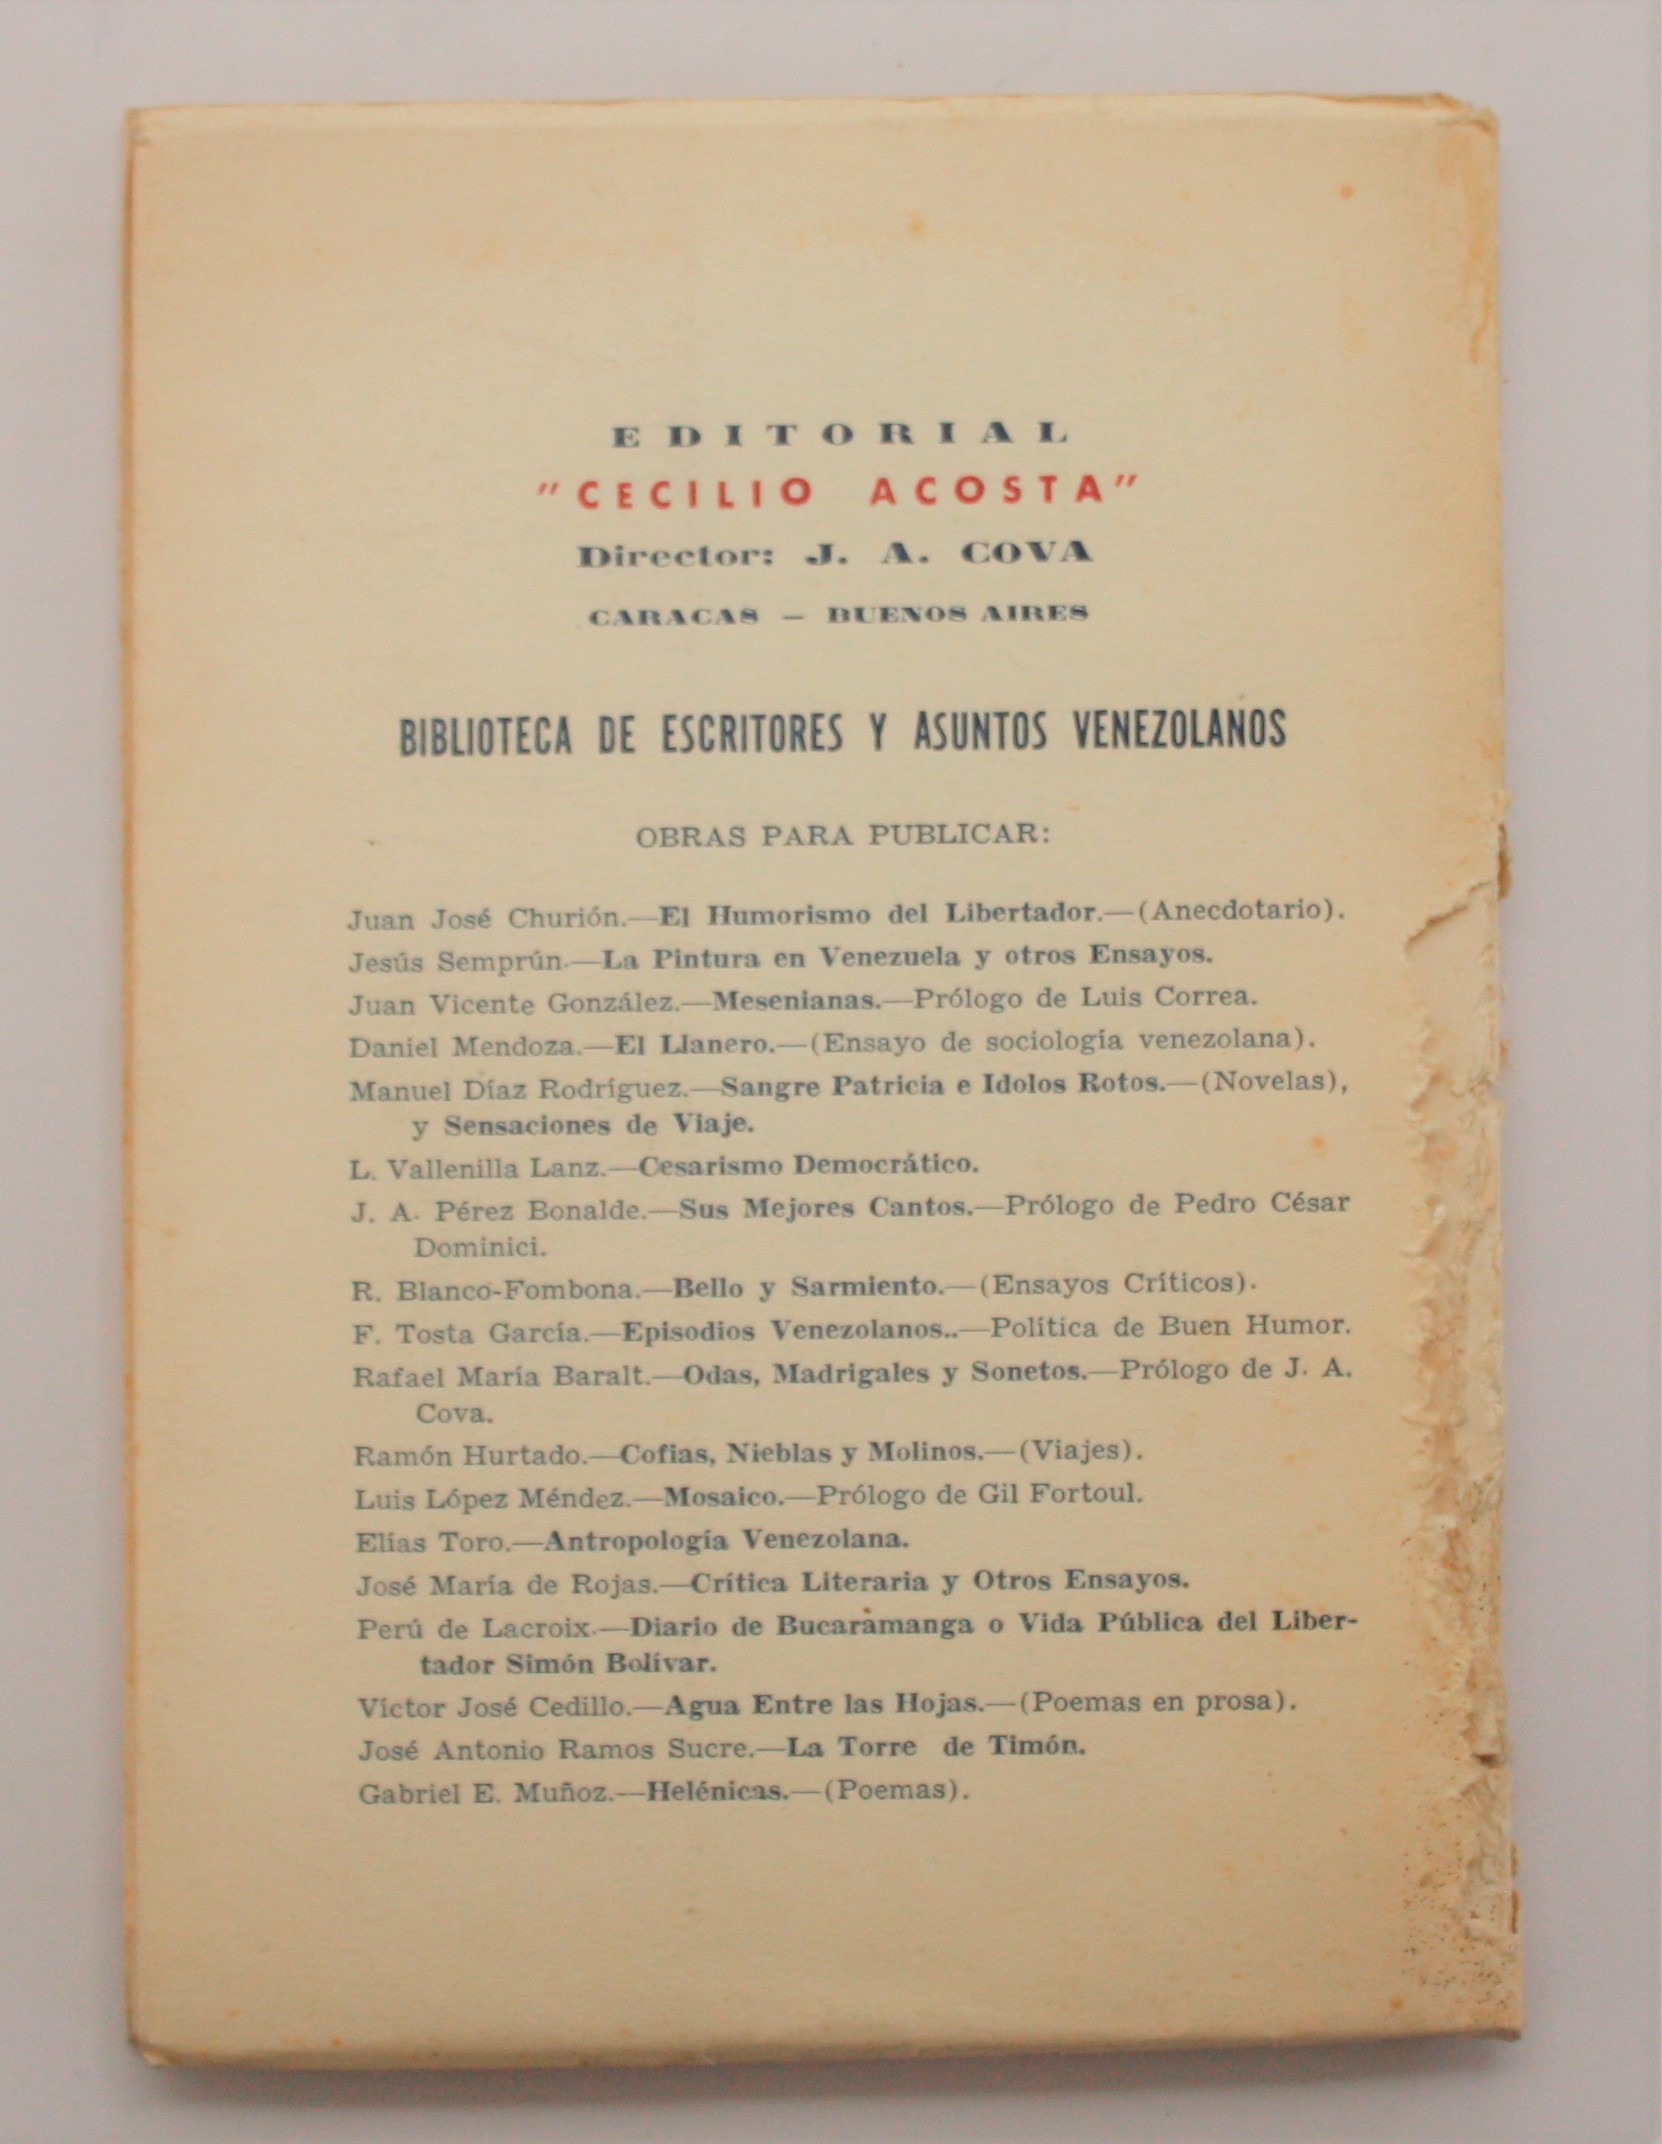 EDITORIAL
"CECILIO ACOSTA"
Director: J. A. COVA
CARACAS – BUENOS AIRES
BIBLIOTECA DE ESCRITORES Y ASUNTOS VENEZOLANOS
OBRAS PARA PUBLICAR:
Juan José Churión.—El Humorismo del Libertador.—(Anecdotario).
Jesús Semprún.—La Pintura en Venezuela y otros Ensayos.
Juan Vicente González.—Mesenianas.—Prólogo de Luis Correa.
Daniel Mendoza.—El Llanero.—(Ensayo de sociología venezolana).
Manuel Díaz Rodríguez.—Sangre Patricia e Idolos Rotos.—(Novelas),
y Sensaciones de Viaje.
L. Vallenilla Lanz.—Cesarismo Democrático.
J. A. Pérez Bonalde.—Sus Mejores Cantos.—Prólogo de Pedro César
Dominici.
R. Blanco-Fombona.—Bello y Sarmiento.—(Ensayos Críticos).
F. Tosta García.—Episodios Venezolanos..—Política de Buen Humor.
Rafael María Baralt.—Odas, Madrigales y Sonetos.—Prólogo de J. A.
Cova.
Ramón Hurtado.—Cofias, Nieblas y Molinos.—(Viajes).
Luis López Méndez.—Mosaico.—Prólogo de Gil Fortoul.
Elías Toro.—Antropología Venezolana.
José María de Rojas.—Crítica Literaria y Otros Ensayos.
Perú de Lacroix.—Diario de Bucaramanga o Vida Pública del Liber-
tador Simón Bolívar.
Víctor José Cedillo.—Agua Entre las Hojas.—(Poemas en prosa).
José Antonio Ramos Sucre.—La Torre de Timón.
Gabriel E. Muñoz.—Helénicas.—(Poemas).